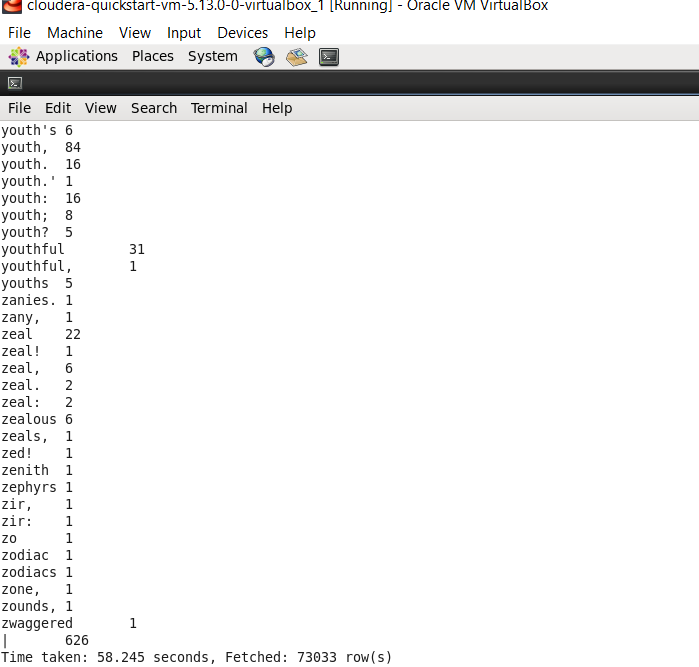 cloudera-quickstart-vm-5.13.0-0-virtualbox_1 [Running] - Oracle VM VirtualBox
File Machine View Input Devices Help
Applications Places System
File Edit View Search Terminal Help
youth's 6
youth, 84
youth. 16
youth.' 1
youth: 16
youth; 8
youth? 5
youthful 31
youthful, 1
youths 5
zanies. 1
zany, 1
zeal 22
zeal! 1
zeal, 6
zeal. 2
zeal: 2
zealous 6
zeals, 1
zed! 1
zenith 1
zephyrs 1
zir, 1
zir: 1
zo 1
zodiac 1
zodiacs 1
zone, 1
zounds, 1
zwaggered 1
| 626
Time taken: 58.245 seconds, Fetched: 73033 row(s)